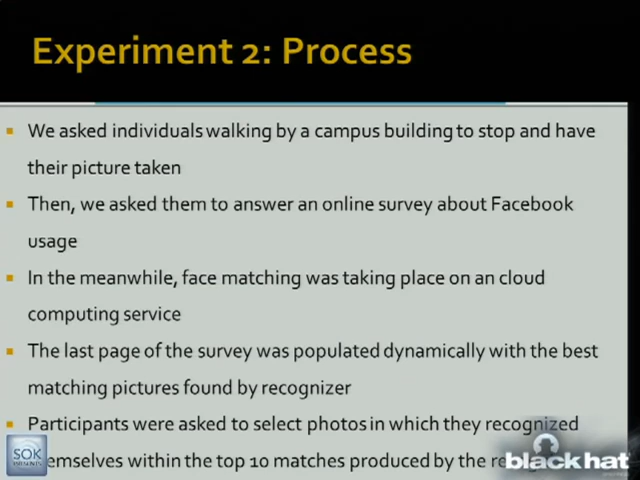 Experiment 2: Process
We asked individuals walking by a campus building to stop and have
their picture taken
Then, we asked them to answer an online survey about Facebook
usage
In the meanwhile, face matching was taking place on an cloud
computing service
The last page of the survey was populated dynamically with the best
matching pictures found by recognizer
Participants were asked to select photos in which they recognized
themselves within the top 10 matches produced by the
SOK
black hat